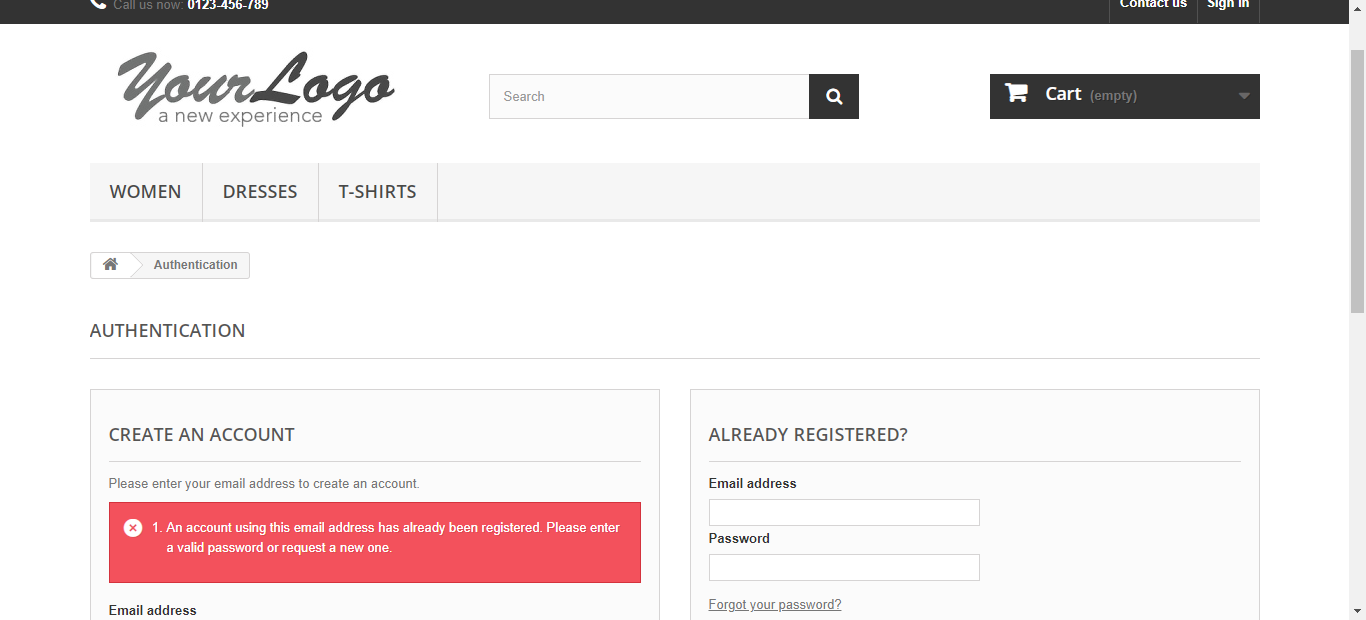 Call us now: 0123-456-789
Contact us
Sign in
YourLogo
a new experience
Search
Cart (empty)
WOMEN
DRESSES
T-SHIRTS
Authentication
AUTHENTICATION
CREATE AN ACCOUNT
Please enter your email address to create an account.
1. An account using this email address has already been registered. Please enter
a valid password or request a new one.
Email address
ALREADY REGISTERED?
Email address
Password
Forgot your password?